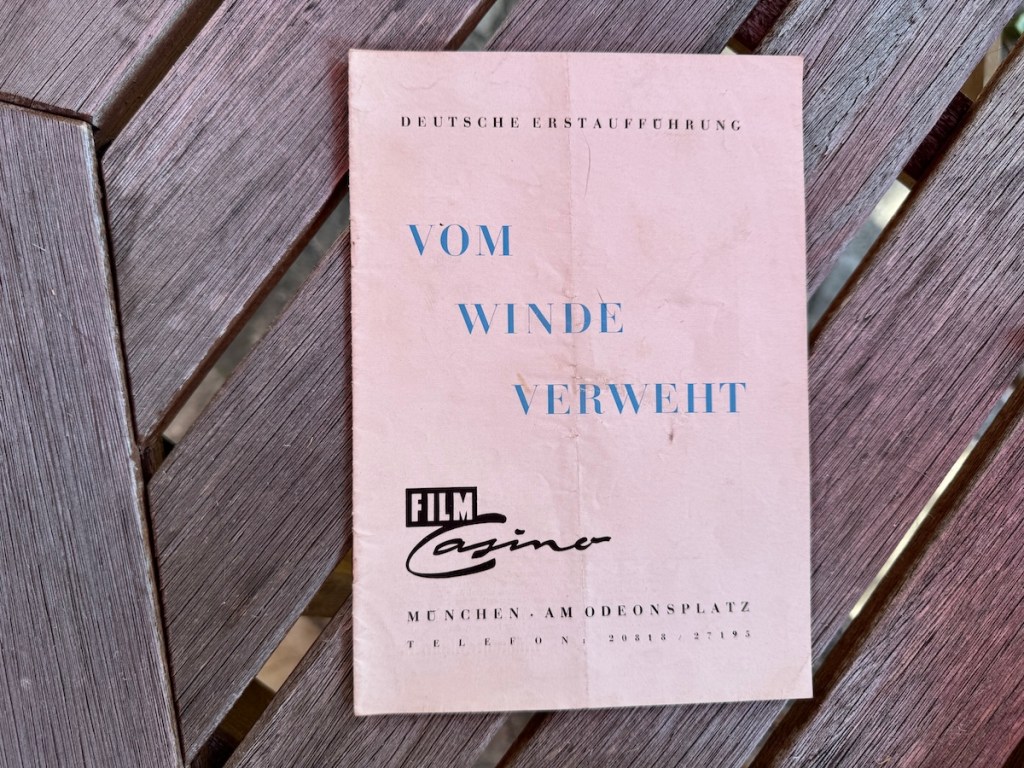 DEUTSCHE ERSTAUFFÜHRUNG
VOM
WINDE
VERWEHT
FILM
Casino
MÜNCHEN . AM ODEONSPLATZ
TELEFON: 20818 / 27195